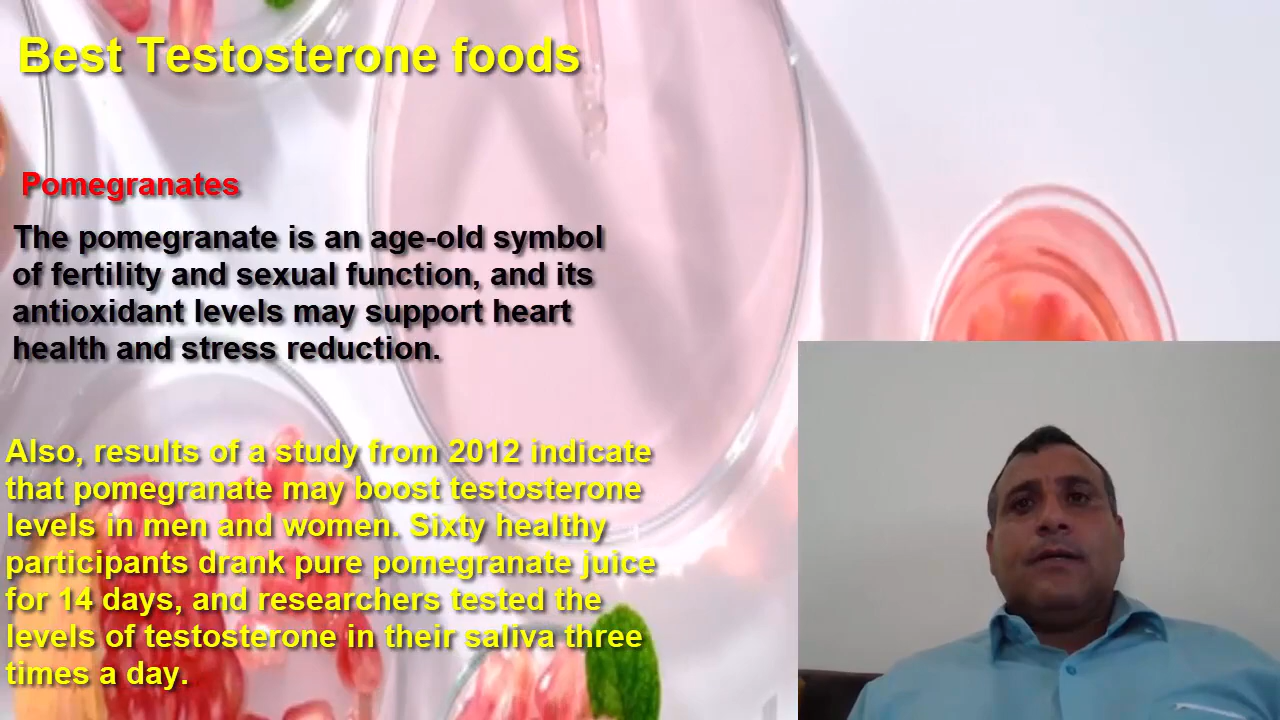 Best Testosterone foods
Pomegranates
The pomegranate is an age-old symbol
of fertility and sexual function, and its
antioxidant levels may support heart
health and stress reduction.
Also, results of a study from 2012 indicate
that pomegranate may boost testosterone
levels in men and women. Sixty healthy
participants drank pure pomegranate juice
for 14 days, and researchers tested the
levels of testosterone in their saliva three
times a day.